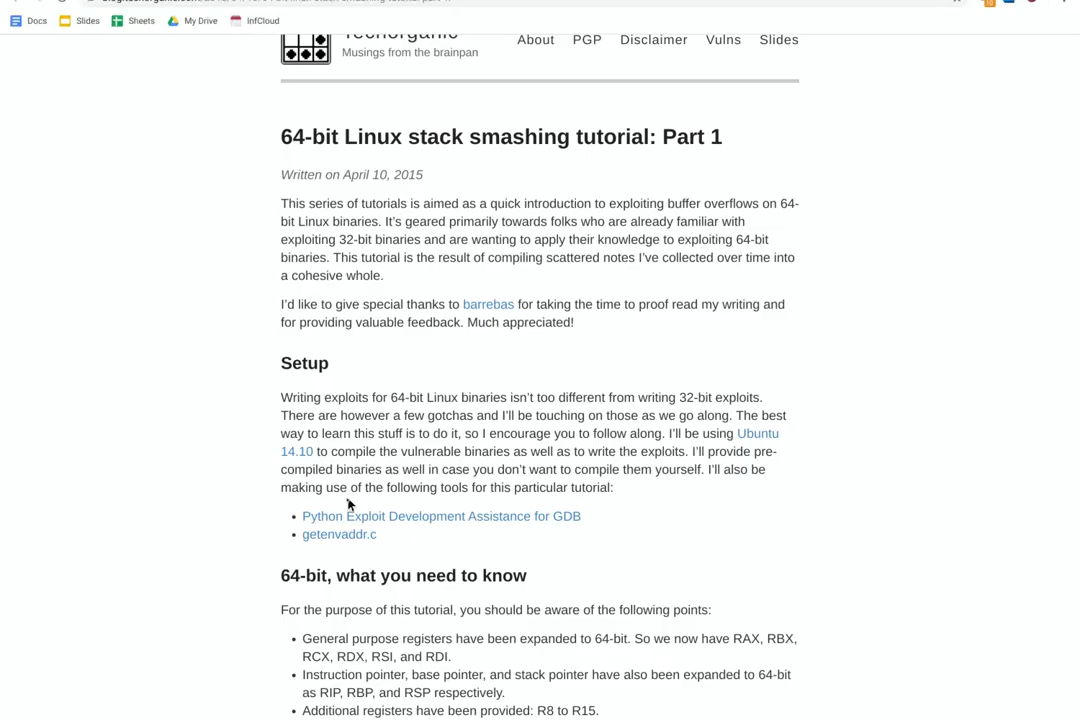 Docs Slides Sheets My Drive InfCloud
Musings from the brainpan
About PGP Disclaimer Vulns Slides
64-bit Linux stack smashing tutorial: Part 1
Written on April 10, 2015
This series of tutorials is aimed as a quick introduction to exploiting buffer overflows on 64-
bit Linux binaries. It’s geared primarily towards folks who are already familiar with
exploiting 32-bit binaries and are wanting to apply their knowledge to exploiting 64-bit
binaries. This tutorial is the result of compiling scattered notes I’ve collected over time into
a cohesive whole.
I’d like to give special thanks to barrebas for taking the time to proof read my writing and
for providing valuable feedback. Much appreciated!
Setup
Writing exploits for 64-bit Linux binaries isn’t too different from writing 32-bit exploits.
There are however a few gotchas and I’ll be touching on those as we go along. The best
way to learn this stuff is to do it, so I encourage you to follow along. I’ll be using Ubuntu
14.10 to compile the vulnerable binaries as well as to write the exploits. I’ll provide pre-
compiled binaries as well in case you don’t want to compile them yourself. I’ll also be
making use of the following tools for this particular tutorial:
• Python Exploit Development Assistance for GDB
• getenvaddr.c
64-bit, what you need to know
For the purpose of this tutorial, you should be aware of the following points:
• General purpose registers have been expanded to 64-bit. So we now have RAX, RBX,
RCX, RDX, RSI, and RDI.
• Instruction pointer, base pointer, and stack pointer have also been expanded to 64-bit
as RIP, RBP, and RSP respectively.
• Additional registers have been provided: R8 to R15.